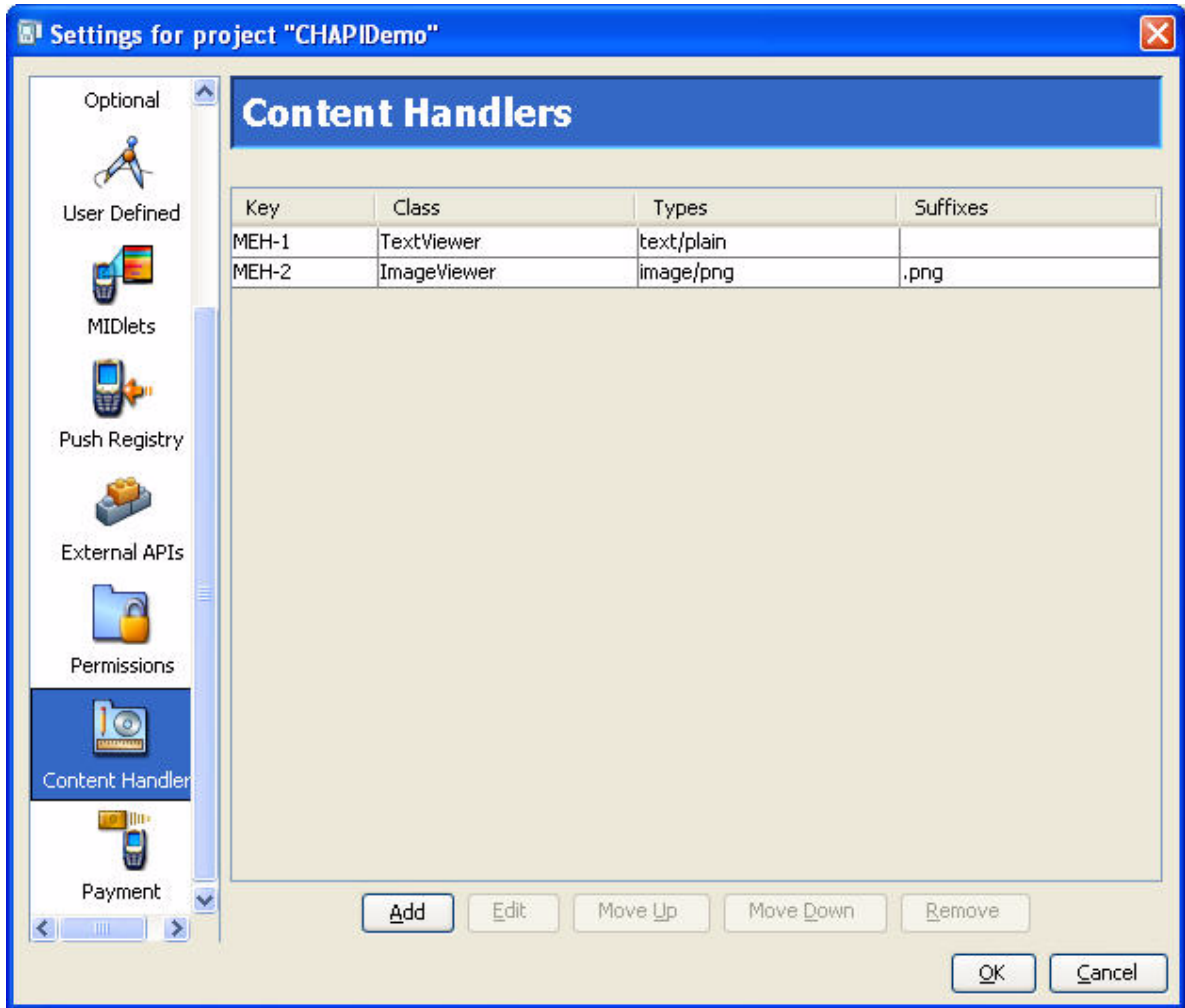 Settings for project "CHAPIDemo"
Optional
User Defined
MIDlets
Push Registry
External APIs
Permissions
Content Handler
Payment
Content Handlers
Key Class Types Suffixes
MEH-1 TextViewer text/plain
MEH-2 ImageViewer image/png .png
Add Edit Move Up Move Down Remove
OK Cancel